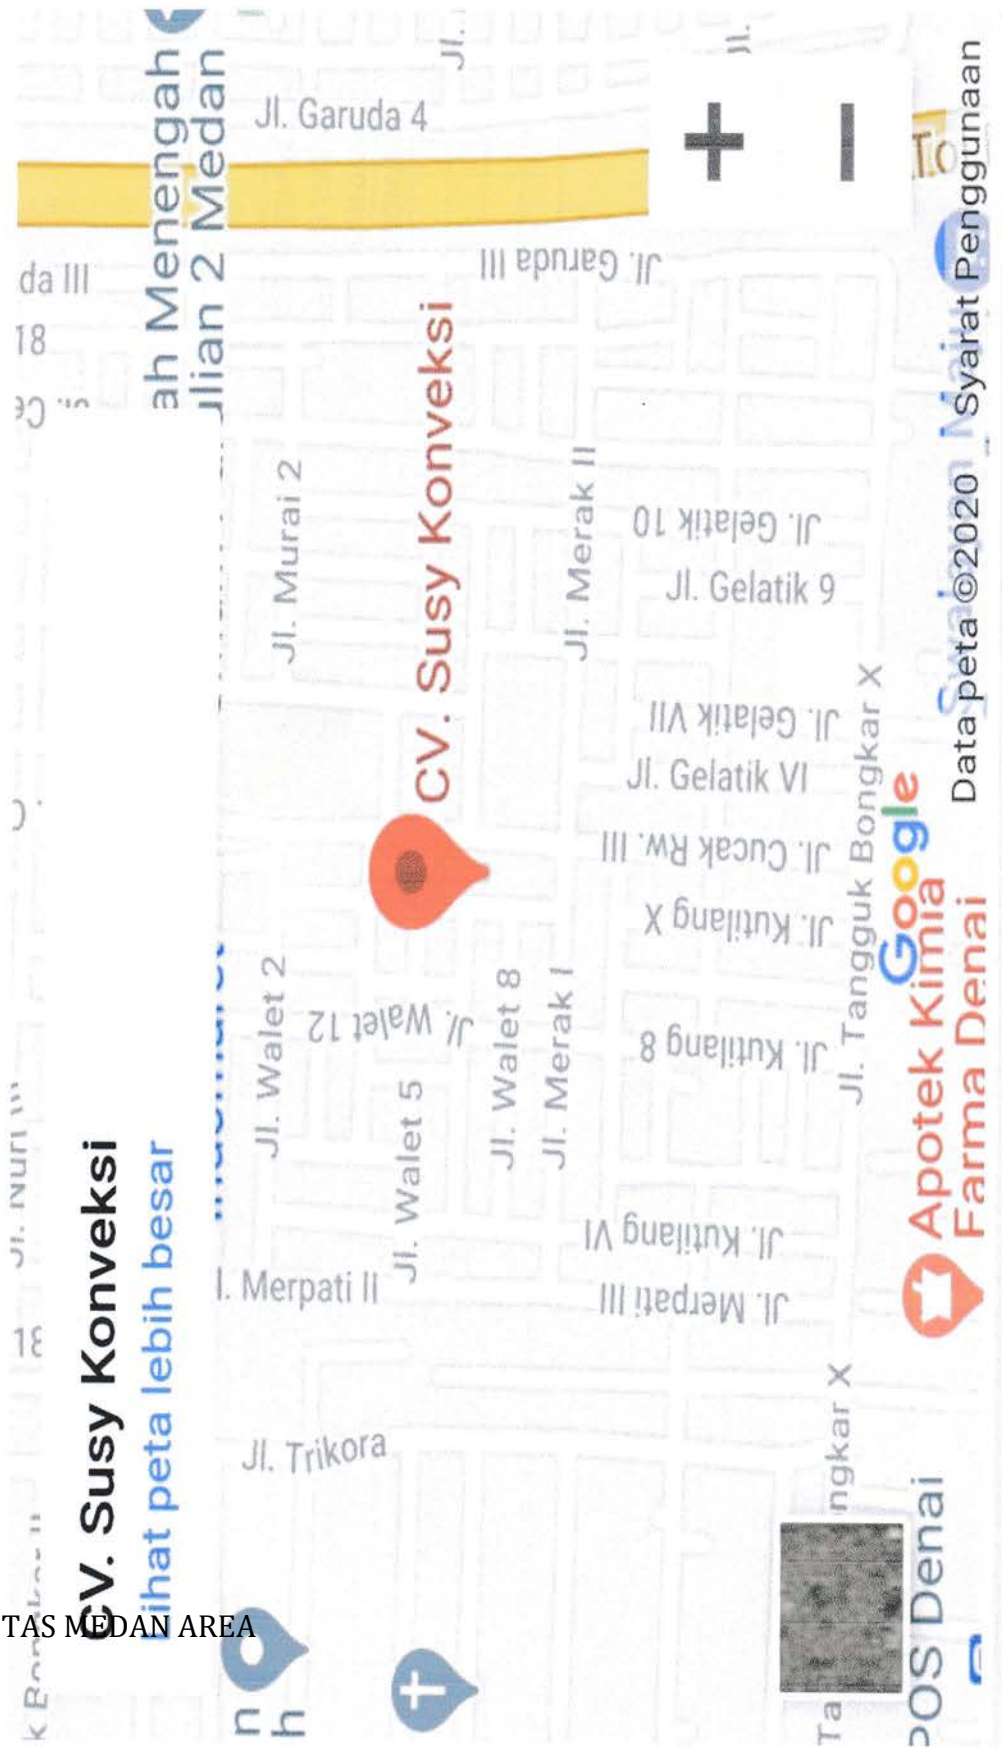 CV. Susy Konveksi
Lihat peta lebih besar
TAS MEDAN AREA
ah Menengah
ulian 2 Medan
da III
18
18
Jl. Garuda 4
Jl.
Jl.
Jl. Garuda III
Jl. Murai 2
CV. Susy Konveksi
Jl. Merak II
Jl. Gelatik 10
Jl. Gelatik 9
Jl. Gelatik VII
Jl. Gelatik VI
Jl. Cucak Rw. III
Jl. Kutilang X
Jl. Kutilang 8
Jl. Kutilang VI
Jl. Walet 2
Jl. Walet 12
Jl. Walet 5
Jl. Walet 8
Jl. Merak I
l. Merpati II
Jl. Merpati III
Jl. Trikora
Jl. Tangguk Bongkar X
ngkar X
Ta
n
h
POS Denai
Apotek Kimia
Farma Denai
Google
Data peta ©2020
Syarat Penggunaan